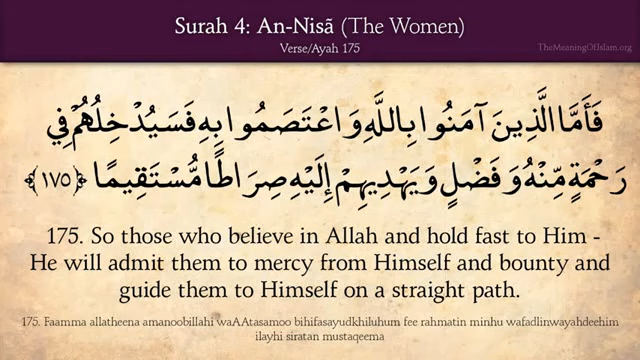 Surah 4: An-Nisã (The Women)
Verse/Ayah 175
TheMeaningOfIslam.org
فَأَمَّا الَّذِينَ آمَنُوا بِاللَّهِ وَاعْتَصَمُوا بِهِ فَسَيُدْخِلُهُمْ فِي
رَحْمَةٍ مِّنْهُ وَفَضْلٍ وَيَهْدِيهِمْ إِلَيْهِ صِرَاطًا مُّسْتَقِيمًا ﴿١٧٥﴾
175. So those who believe in Allah and hold fast to Him -
He will admit them to mercy from Himself and bounty and
guide them to Himself on a straight path.
175. Faamma allatheena amanoobillahi waAAtasamoo bihifasayudkhiluhum fee rahmatin minhu wafadlinwayahdeehim
ilayhi siratan mustaqeema